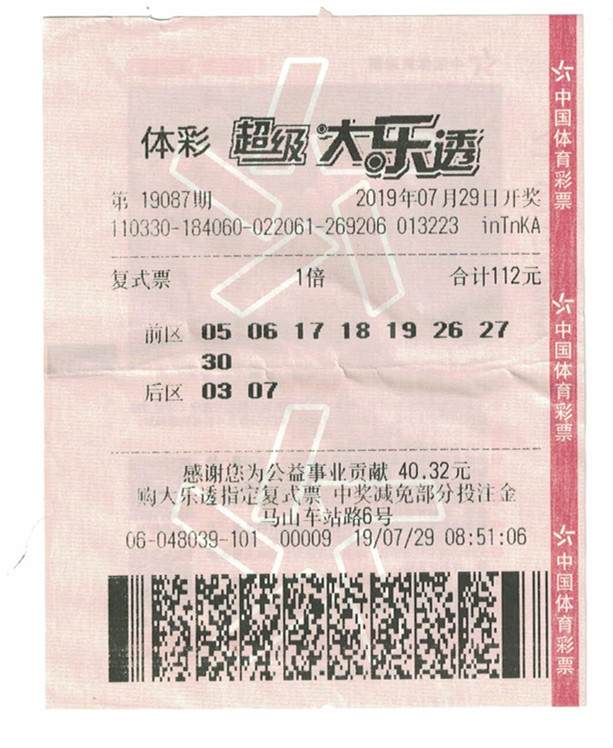 体彩 超级大乐透
第 19087期 2019年07月29日开奖
110330-184060-022061-269206 013223 inTnKA
复式票 1倍 合计112元
前区 05 06 17 18 19 26 27
30
后区 03 07
感谢您为公益事业贡献 40.32元
购大乐透指定复式票 中奖减免部分投注金
马山车站路6号
06-048039-101 00009 19/07/29 08:51:06
中国体育彩票
中国体育彩票
中国体育彩票